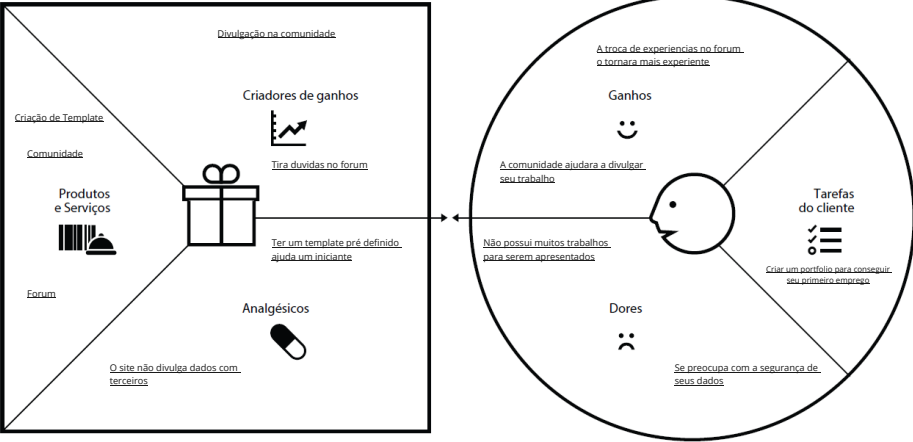 Divulgação na comunidade
Criadores de ganhos
Tira duvidas no forum
Criação de Template
Comunidade
Produtos
e Serviços
Forum
Ter um template pré definido
ajuda um iniciante
Analgésicos
O site não divulga dados com
terceiros
A troca de experiencias no forum
o tornara mais experiente
Ganhos
A comunidade ajudara a divulgar
seu trabalho
Não possui muitos trabalhos
para serem apresentados
Dores
Se preocupa com a segurança de
seus dados
Tarefas
do cliente
Criar um portfolio para conseguir
seu primeiro emprego